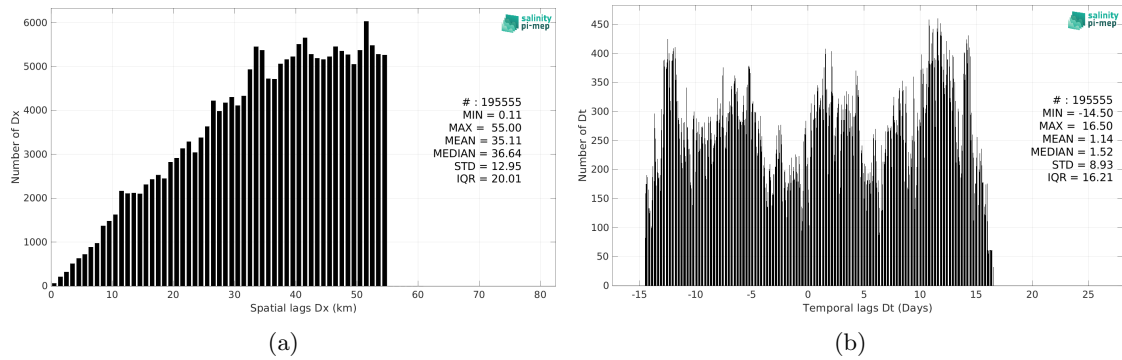 salinity
pi-mep
6000
5000
4000
3000
2000
1000
0
Number of Dx
# : 195555
MIN = 0.11
MAX = 55.00
MEAN = 35.11
MEDIAN = 36.64
STD = 12.95
IQR = 20.01
0 10 20 30 40 50 60 70 80
Spatial lags Dx (km)
(a)
salinity
pi-mep
450
400
350
300
250
200
150
100
50
0
Number of Dt
# : 195555
MIN = -14.50
MAX = 16.50
MEAN = 1.14
MEDIAN = 1.52
STD = 8.93
IQR = 16.21
-15 -10 -5 0 5 10 15 20 25
Temporal lags Dt (Days)
(b)